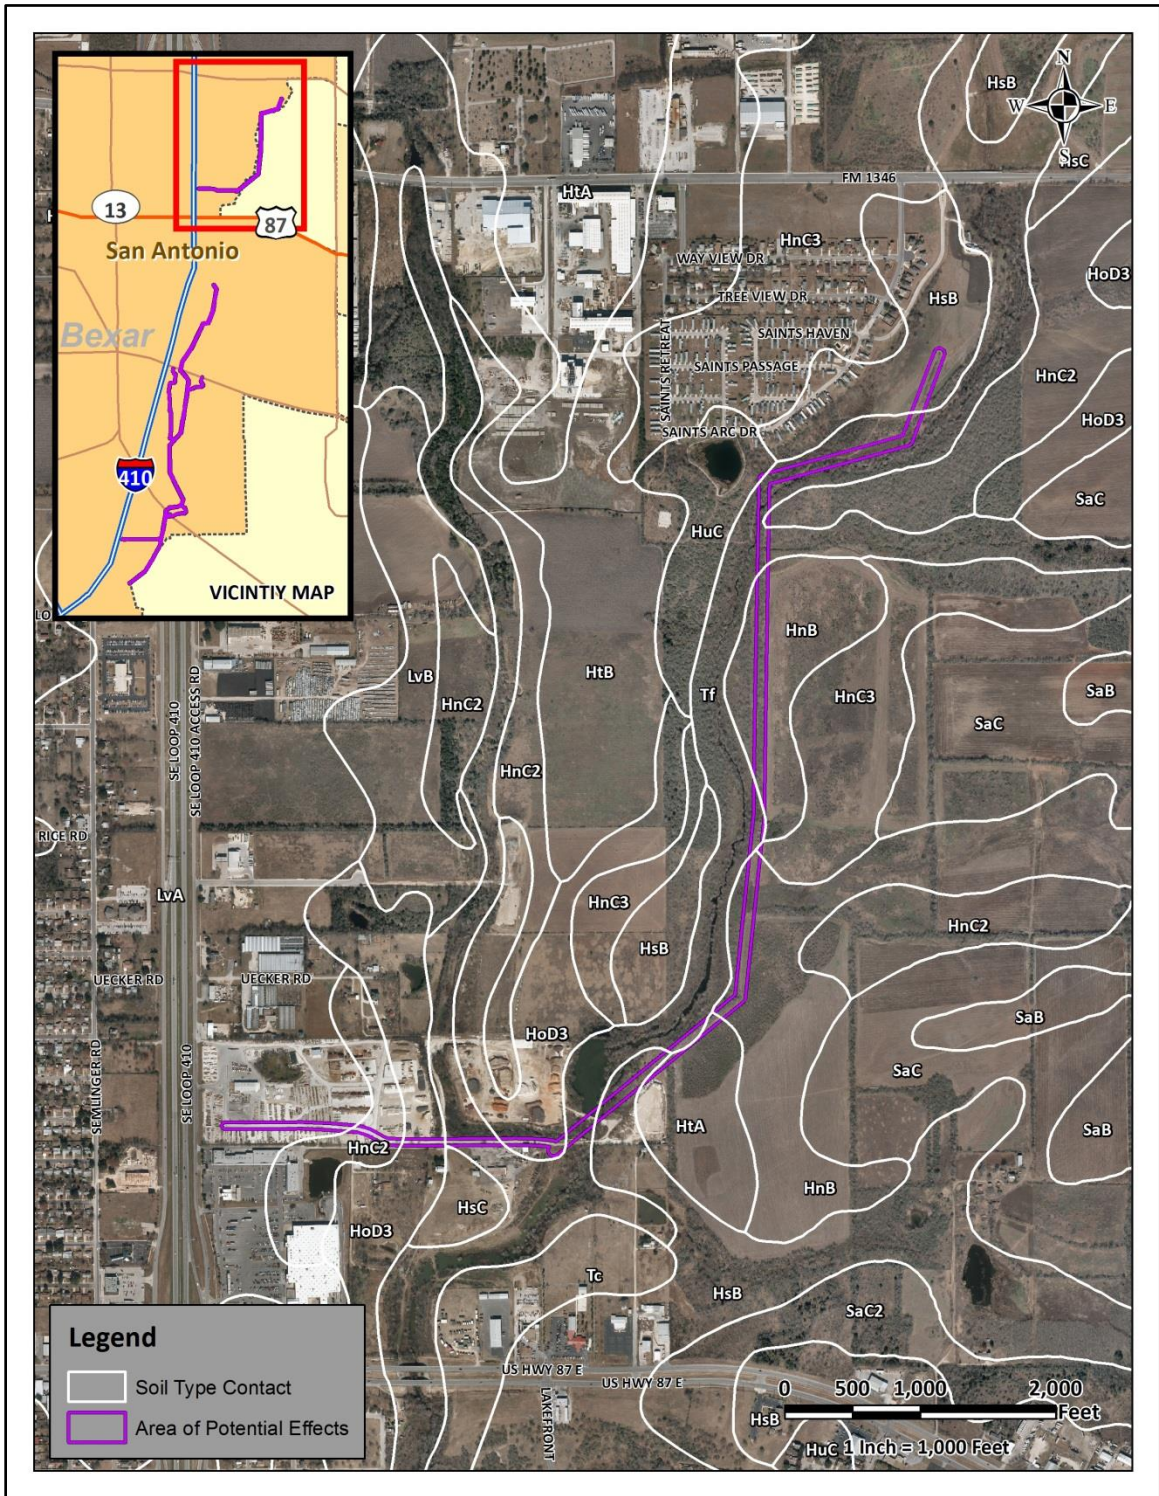 N
W
E
S
HsB
HsC
FM 1346
13
87
San Antonio
Bexar
410
VICINTIY MAP
HtA
HnC3
WAY VIEW DR
HoD3
TREE VIEW DR
HsB
SAINTS HAVEN
SAINTS RETREAT
SAINTS PASSAGE
HnC2
SAINTS ARC DR
HoD3
SaC
HuC
LO
HnB
LvB
HnC2
HtB
Tf
HnC3
SaB
SaC
SE LOOP 410
SE LOOP 410 ACCESS RD
HnC2
RICE RD
LvA
HnC3
HnC2
HsB
UECKER RD
UECKER RD
SaB
HoD3
SEMLINGER RD
SE LOOP 410
SaC
HtA
SaB
HnC2
HnB
HsC
HoD3
Tc
HsB
SaC2
Legend
Soil Type Contact
Area of Potential Effects
US HWY 87 E
US HWY 87 E
LAKEFRONT
0 500 1,000 2,000
Feet
HsB
HuC
1 Inch = 1,000 Feet